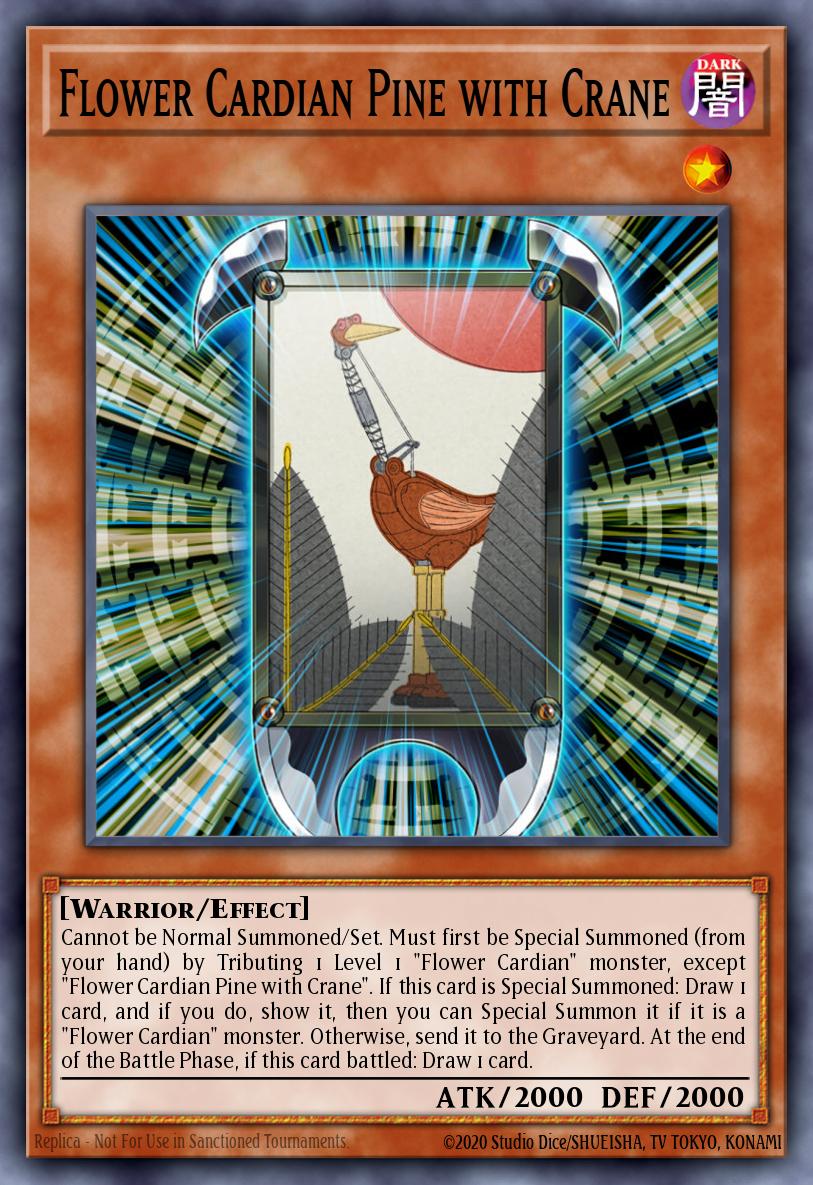 Flower Cardian Pine with Crane
DARK
闇
[Warrior/Effect]
Cannot be Normal Summoned/Set. Must first be Special Summoned (from
your hand) by Tributing 1 Level 1 "Flower Cardian" monster, except
"Flower Cardian Pine with Crane". If this card is Special Summoned: Draw 1
card, and if you do, show it, then you can Special Summon it if it is a
"Flower Cardian" monster. Otherwise, send it to the Graveyard. At the end
of the Battle Phase, if this card battled: Draw 1 card.
ATK/2000 DEF/2000
Replica - Not For Use in Sanctioned Tournaments.
©2020 Studio Dice/SHUEISHA, TV TOKYO, KONAMI